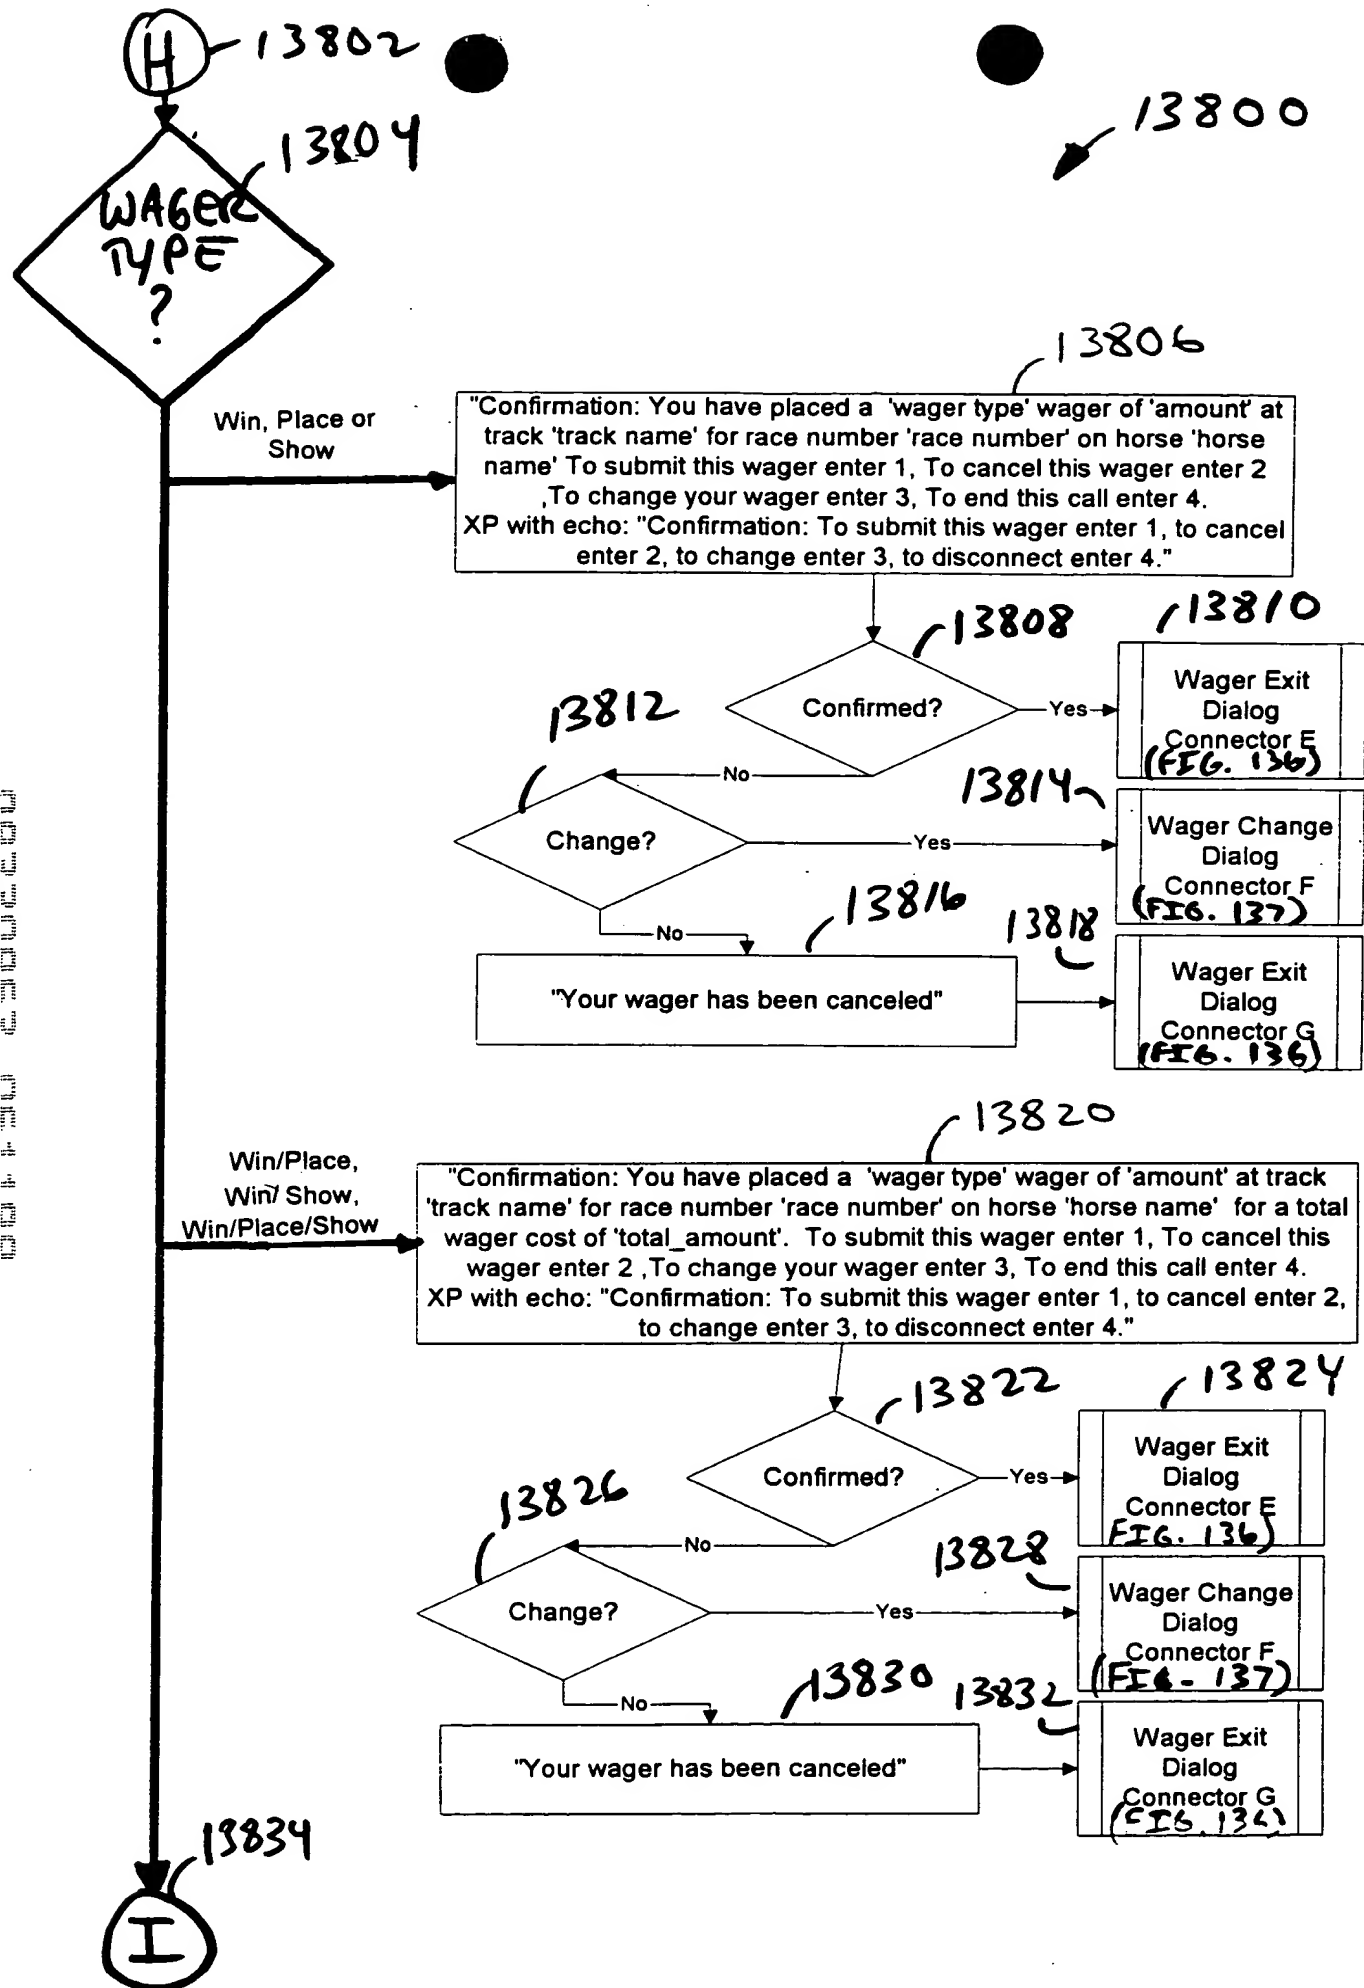 H
13802
13800
13804
WAGER
TYPE
?
13806
Win, Place or
Show
"Confirmation: You have placed a 'wager type' wager of 'amount' at
track 'track name' for race number 'race number' on horse 'horse
name' To submit this wager enter 1, To cancel this wager enter 2
,To change your wager enter 3, To end this call enter 4.
XP with echo: "Confirmation: To submit this wager enter 1, to cancel
enter 2, to change enter 3, to disconnect enter 4."
13808
13810
Confirmed?
Yes
Wager Exit
Dialog
Connector E
(FIG. 136)
13812
No
13814
Change?
Yes
Wager Change
Dialog
Connector F
(FIG. 137)
13816
No
13818
"Your wager has been canceled"
Wager Exit
Dialog
Connector G
(FIG. 136)
13820
Win/Place,
Win/ Show,
Win/Place/Show
"Confirmation: You have placed a 'wager type' wager of 'amount' at track
'track name' for race number 'race number' on horse 'horse name' for a total
wager cost of 'total_amount'. To submit this wager enter 1, To cancel this
wager enter 2 ,To change your wager enter 3, To end this call enter 4.
XP with echo: "Confirmation: To submit this wager enter 1, to cancel enter 2,
to change enter 3, to disconnect enter 4."
13822
13824
Confirmed?
Yes
Wager Exit
Dialog
Connector E
FIG. 136)
13826
No
13828
Change?
Yes
Wager Change
Dialog
Connector F
(FIG. 137)
13830
No
13832
"Your wager has been canceled"
Wager Exit
Dialog
Connector G
(FIG. 136)
13834
I